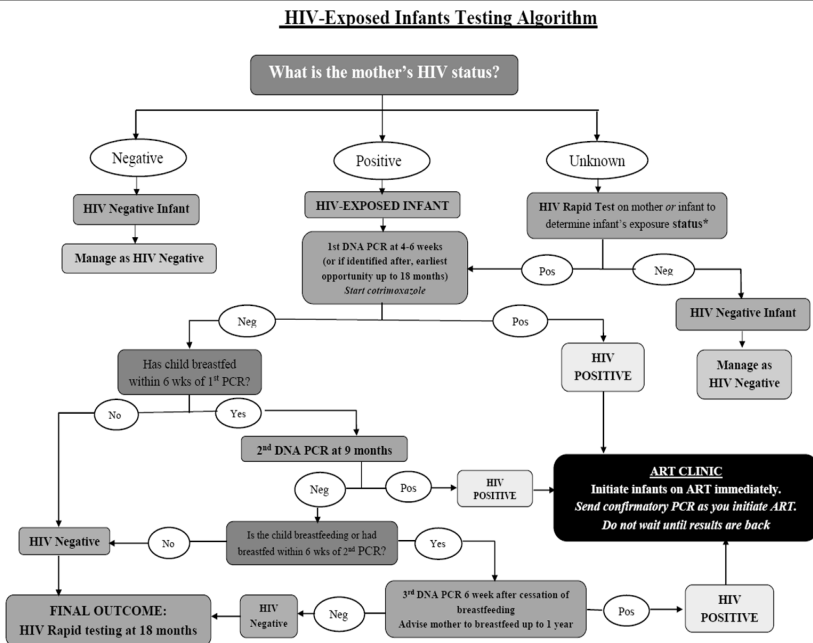 HIV-Exposed Infants Testing Algorithm
What is the mother's HIV status?
Negative
Positive
Unknown
HIV Negative Infant
HIV-EXPOSED INFANT
HIV Rapid Test on mother or infant to
determine infant's exposure status*
Manage as HIV Negative
1st DNA PCR at 4-6 weeks
(or if identified after, earliest
opportunity up to 18 months)
Start cotrimoxazole
Pos
Neg
HIV Negative Infant
Manage as
HIV Negative
Neg
Pos
HIV
POSITIVE
Has child breastfed
within 6 wks of 1st PCR?
No
Yes
2nd DNA PCR at 9 months
Neg
Pos
HIV
POSITIVE
ART CLINIC
Initiate infants on ART immediately.
Send confirmatory PCR as you initiate ART.
Do not wait until results are back
HIV Negative
No
Is the child breastfeeding or had
breastfed within 6 wks of 2nd PCR?
Yes
FINAL OUTCOME:
HIV Rapid testing at 18 months
HIV
Negative
Neg
3rd DNA PCR 6 week after cessation of
breastfeeding
Advise mother to breastfeed up to 1 year
Pos
HIV
POSITIVE